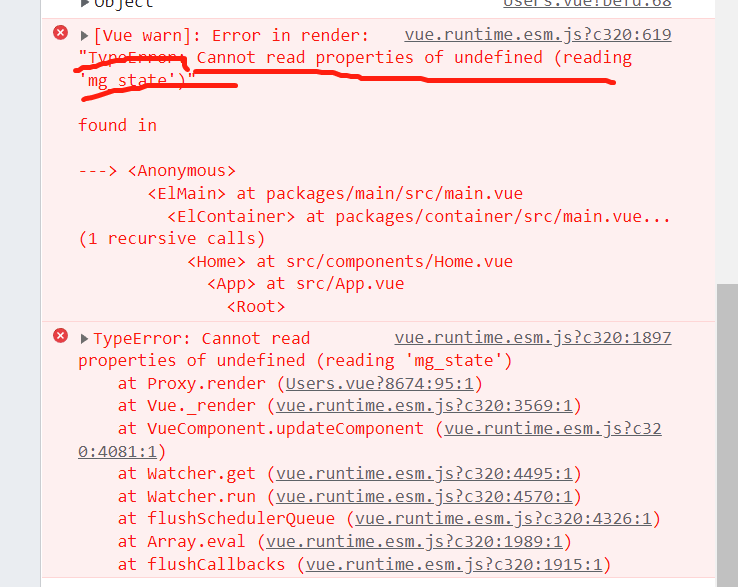 Object
Users.vue?befd:68
[Vue warn]: Error in render: vue.runtime.esm.js?c320:619
"TypeError: Cannot read properties of undefined (reading
'mg_state')"
found in
---> <Anonymous>
<ElMain> at packages/main/src/main.vue
<ElContainer> at packages/container/src/main.vue...
(1 recursive calls)
<Home> at src/components/Home.vue
<App> at src/App.vue
<Root>
TypeError: Cannot read vue.runtime.esm.js?c320:1897
properties of undefined (reading 'mg_state')
at Proxy.render (Users.vue?8674:95:1)
at Vue._render (vue.runtime.esm.js?c320:3569:1)
at VueComponent.updateComponent (vue.runtime.esm.js?c32
0:4081:1)
at Watcher.get (vue.runtime.esm.js?c320:4495:1)
at Watcher.run (vue.runtime.esm.js?c320:4570:1)
at flushSchedulerQueue (vue.runtime.esm.js?c320:4326:1)
at Array.eval (vue.runtime.esm.js?c320:1989:1)
at flushCallbacks (vue.runtime.esm.js?c320:1915:1)